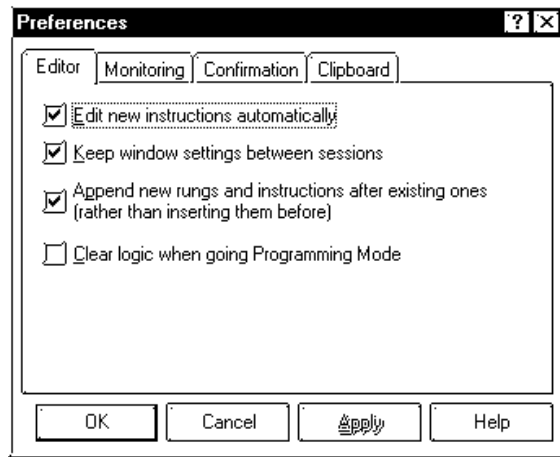 Preferences
Editor Monitoring Confirmation Clipboard
Edit new instructions automatically
Keep window settings between sessions
Append new rungs and instructions after existing ones
(rather than inserting them before)
Clear logic when going Programming Mode
OK Cancel Apply Help